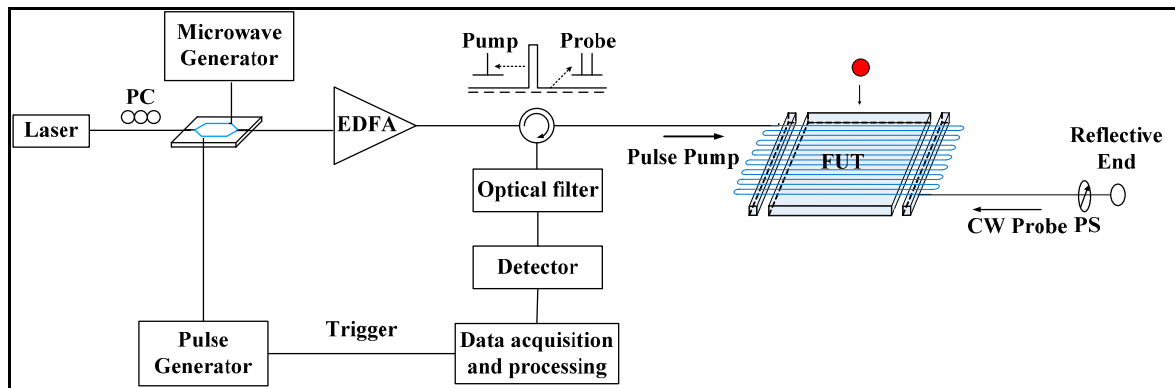 Microwave
Generator
Pump
Probe
PC
Laser
EDFA
Pulse Pump
FUT
Reflective
End
Optical filter
CW Probe
PS
Detector
Trigger
Pulse
Generator
Data acquisition
and processing